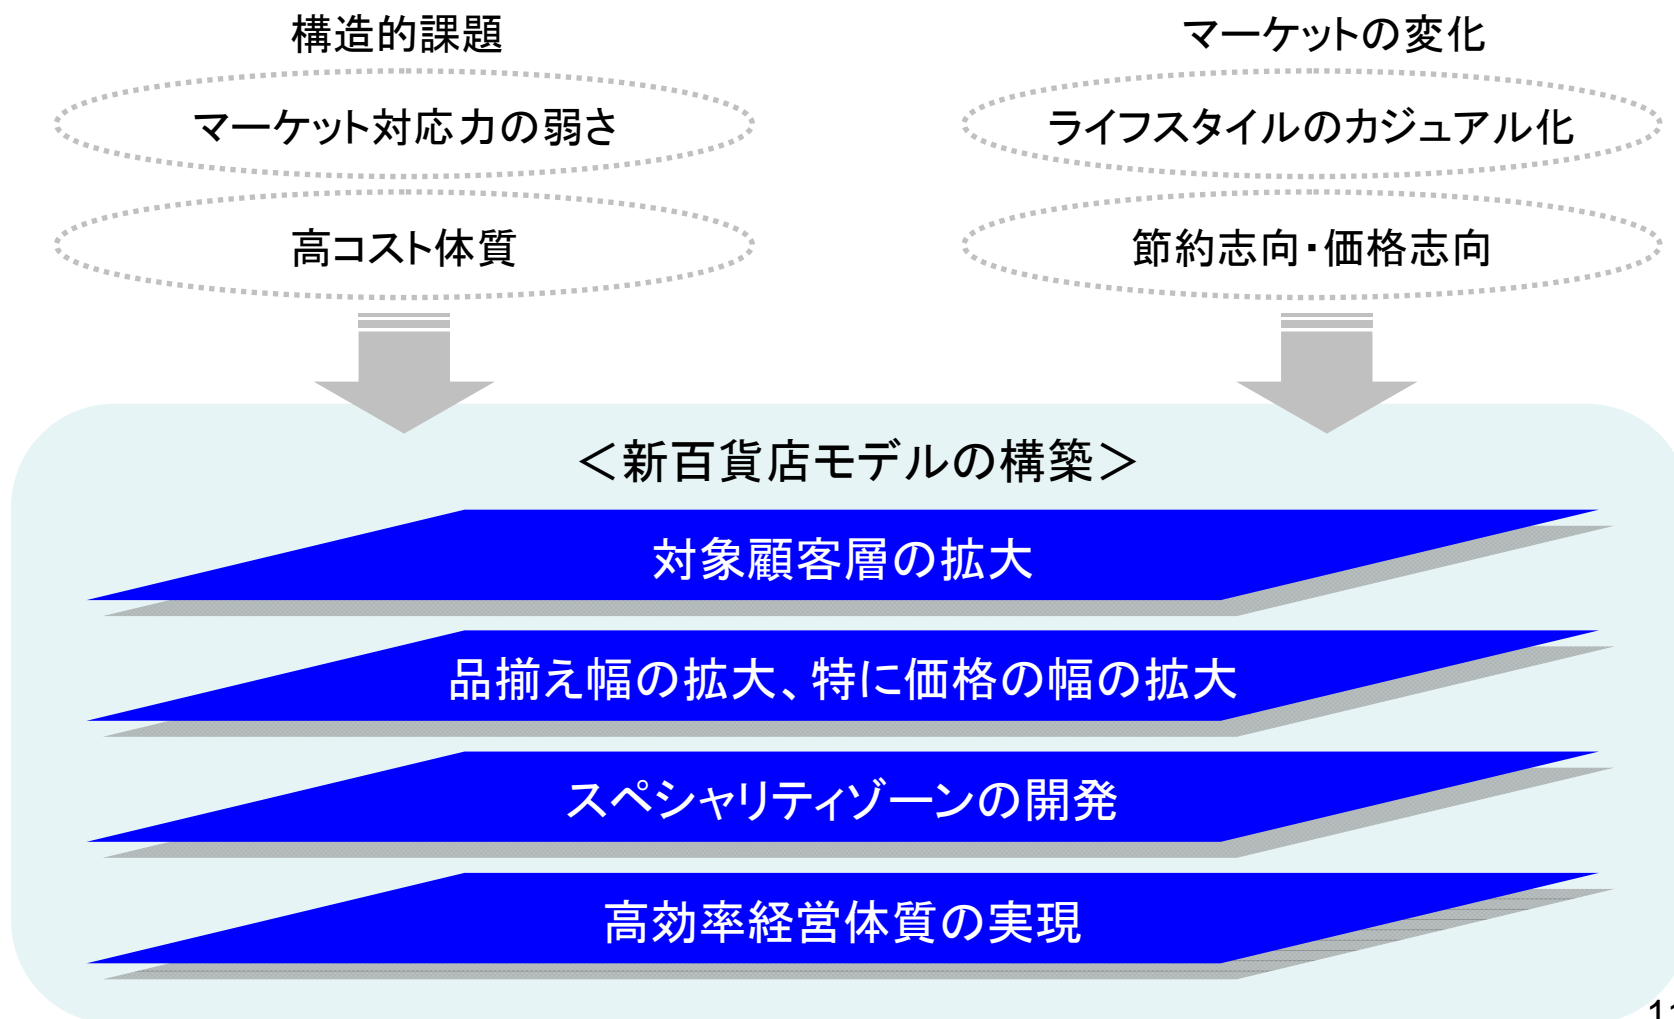 構造的課題
マーケット対応力の弱さ
高コスト体質
マーケットの変化
ライフスタイルのカジュアル化
節約志向・価格志向
＜新百貨店モデルの構築＞
対象顧客層の拡大
品揃え幅の拡大、特に価格の幅の拡大
スペシャリティゾーンの開発
高効率経営体質の実現
11